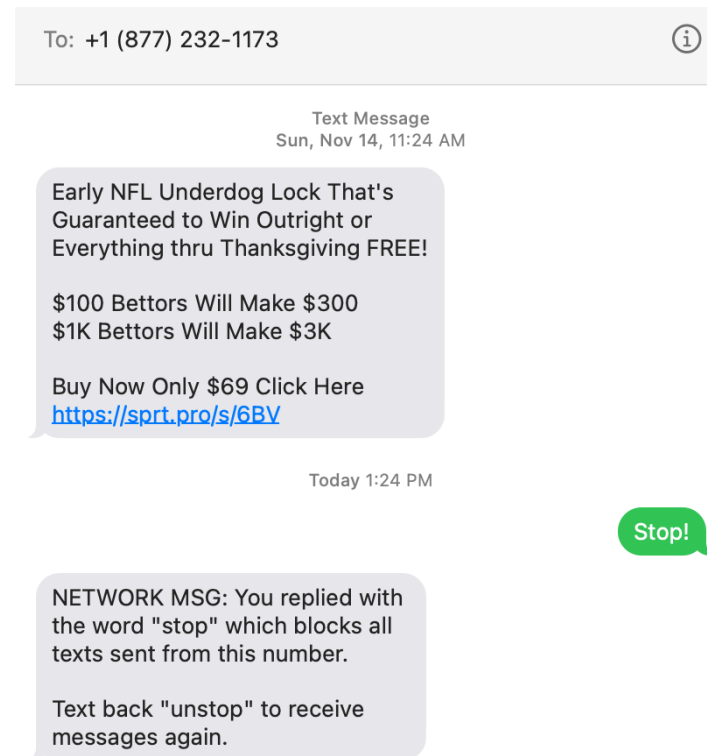 To: +1 (877) 232-1173
Text Message
Sun, Nov 14, 11:24 AM
Early NFL Underdog Lock That's
Guaranteed to Win Outright or
Everything thru Thanksgiving FREE!
$100 Bettors Will Make $300
$1K Bettors Will Make $3K
Buy Now Only $69 Click Here
https://sprt.pro/s/6BV
Today 1:24 PM
Stop!
NETWORK MSG: You replied with
the word "stop" which blocks all
texts sent from this number.
Text back "unstop" to receive
messages again.